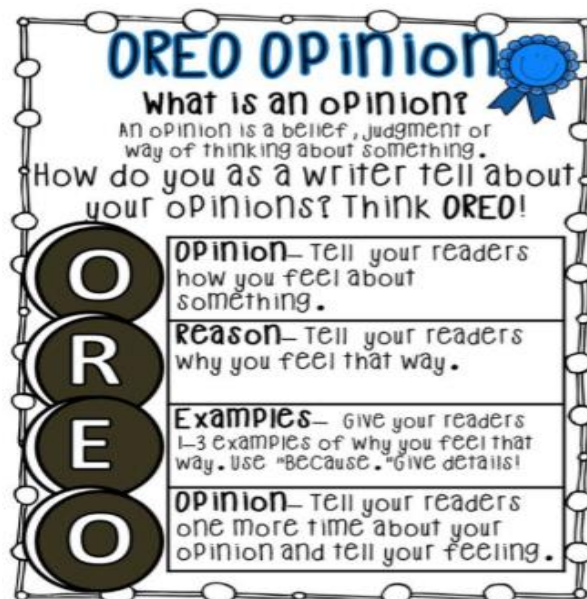 OREO OPINION
What is an opinion?
An opinion is a belief, judgment or
way of thinking about something.
How do you as a writer tell about
your opinions? Think OREO!
O
Opinion— Tell your readers
how you feel about
something.
R
Reason— Tell your readers
why you feel that way.
E
Examples— Give your readers
1-3 examples of why you feel that
way. Use "Because." Give details!
O
Opinion— Tell your readers
one more time about your
opinion and tell your feeling.